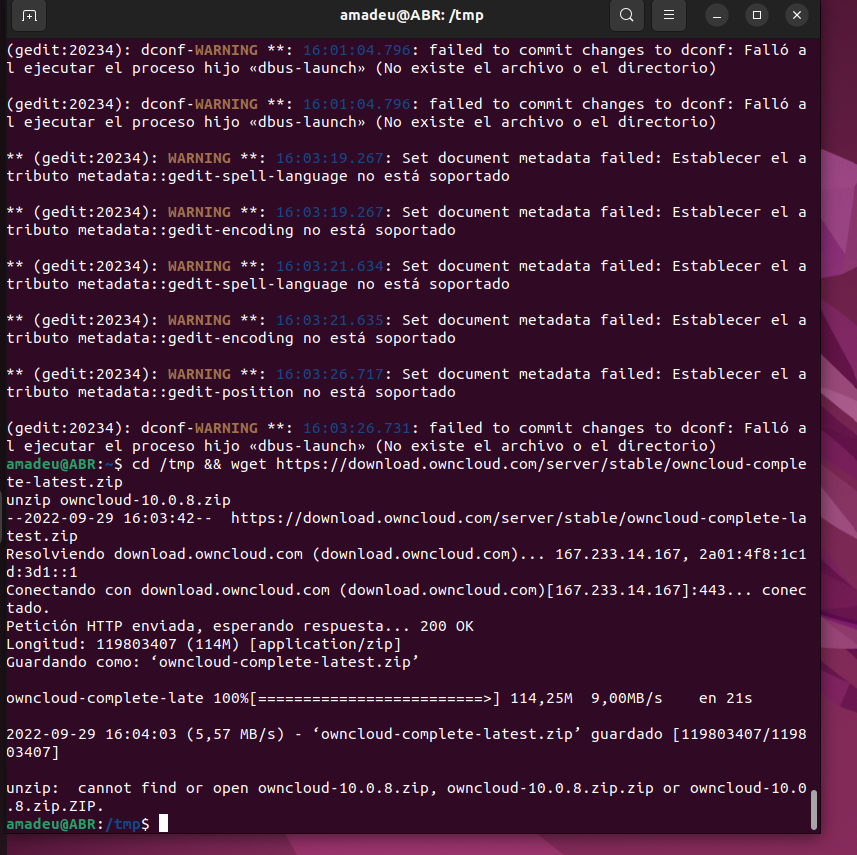 amadeu@ABR: /tmp
(gedit:20234): dconf-WARNING **: 16:01:04.796: failed to commit changes to dconf: Falló a
l ejecutar el proceso hijo «dbus-launch» (No existe el archivo o el directorio)
(gedit:20234): dconf-WARNING **: 16:01:04.796: failed to commit changes to dconf: Falló a
l ejecutar el proceso hijo «dbus-launch» (No existe el archivo o el directorio)
** (gedit:20234): WARNING **: 16:03:19.267: Set document metadata failed: Establecer el a
tributo metadata::gedit-spell-language no está soportado
** (gedit:20234): WARNING **: 16:03:19.267: Set document metadata failed: Establecer el a
tributo metadata::gedit-encoding no está soportado
** (gedit:20234): WARNING **: 16:03:21.634: Set document metadata failed: Establecer el a
tributo metadata::gedit-spell-language no está soportado
** (gedit:20234): WARNING **: 16:03:21.635: Set document metadata failed: Establecer el a
tributo metadata::gedit-encoding no está soportado
** (gedit:20234): WARNING **: 16:03:26.717: Set document metadata failed: Establecer el a
tributo metadata::gedit-position no está soportado
(gedit:20234): dconf-WARNING **: 16:03:26.731: failed to commit changes to dconf: Falló a
l ejecutar el proceso hijo «dbus-launch» (No existe el archivo o el directorio)
amadeu@ABR:~$ cd /tmp && wget https://download.owncloud.com/server/stable/owncloud-comple
te-latest.zip
unzip owncloud-10.0.8.zip
--2022-09-29 16:03:42--  https://download.owncloud.com/server/stable/owncloud-complete-la
test.zip
Resolviendo download.owncloud.com (download.owncloud.com)... 167.233.14.167, 2a01:4f8:1c1
d:3d1::1
Conectando con download.owncloud.com (download.owncloud.com)[167.233.14.167]:443... conec
tado.
Petición HTTP enviada, esperando respuesta... 200 OK
Longitud: 119803407 (114M) [application/zip]
Guardando como: ‘owncloud-complete-latest.zip’
owncloud-complete-late 100%[=========================>] 114,25M  9,00MB/s    en 21s
2022-09-29 16:04:03 (5,57 MB/s) - ‘owncloud-complete-latest.zip’ guardado [119803407/1198
03407]
unzip:  cannot find or open owncloud-10.0.8.zip, owncloud-10.0.8.zip.zip or owncloud-10.0
.8.zip.ZIP.
amadeu@ABR:/tmp$